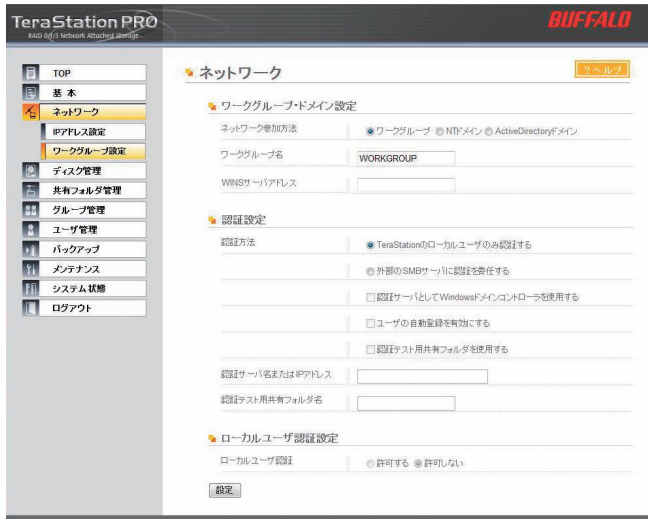 TeraStation PRO
RAID 0/1/5 Network Attached Storage
BUFFALO
TOP
基本
ネットワーク
IPアドレス設定
ワークグループ設定
ディスク管理
共有フォルダ管理
グループ管理
ユーザ管理
バックアップ
メンテナンス
システム状態
ログアウト
ネットワーク
?ヘルプ
ワークグループ・ドメイン設定
ネットワーク参加方法 ワークグループ NTドメイン ActiveDirectoryドメイン
ワークグループ名 WORKGROUP
WINSサーバアドレス
認証設定
認証方法 TeraStationのローカルユーザのみ認証する
外部のSMBサーバに認証を委任する
認証サーバとしてWindowsドメインコントローラを使用する
ユーザの自動登録を有効にする
認証テスト用共有フォルダを使用する
認証サーバ名またはIPアドレス
認証テスト用共有フォルダ名
ローカルユーザ認証設定
ローカルユーザ認証 許可する 許可しない
設定